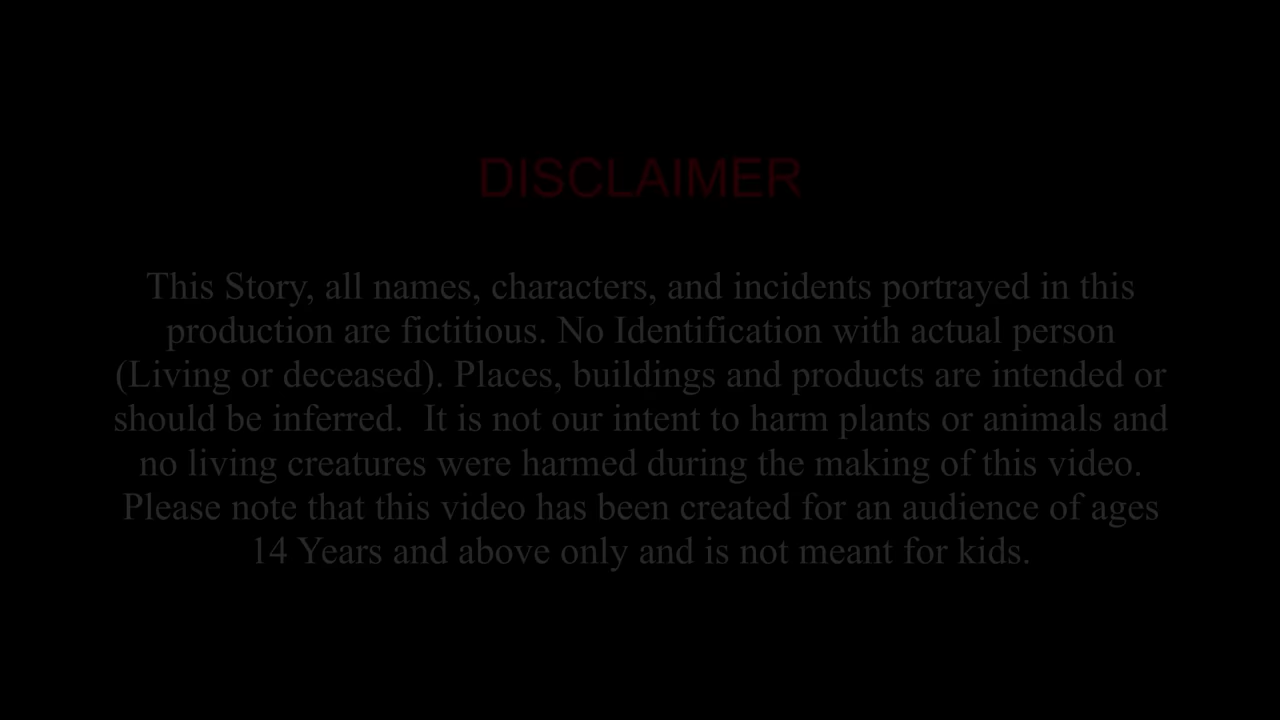 DISCLAIMER
This Story, all names, characters, and incidents portrayed in this
production are fictitious. No Identification with actual person
(Living or deceased). Places, buildings and products are intended or
should be inferred.  It is not our intent to harm plants or animals and
no living creatures were harmed during the making of this video.
Please note that this video has been created for an audience of ages
14 Years and above only and is not meant for kids.